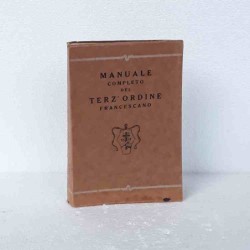 MANUALE
COMPLETO
DEL
TERZ'ORDINE
FRANCESCANO